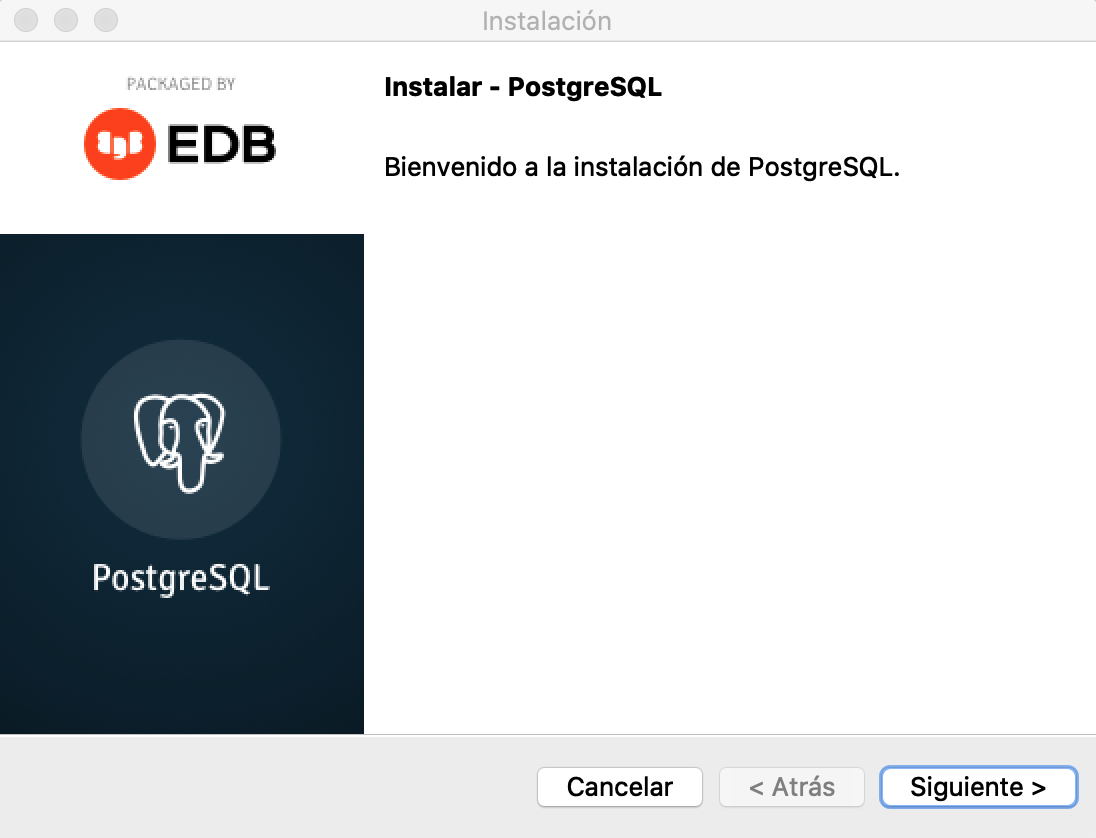 Instalación
PACKAGED BY
EDB
Instalar - PostgreSQL
Bienvenido a la instalación de PostgreSQL.
PostgreSQL
Cancelar
< Atrás
Siguiente >